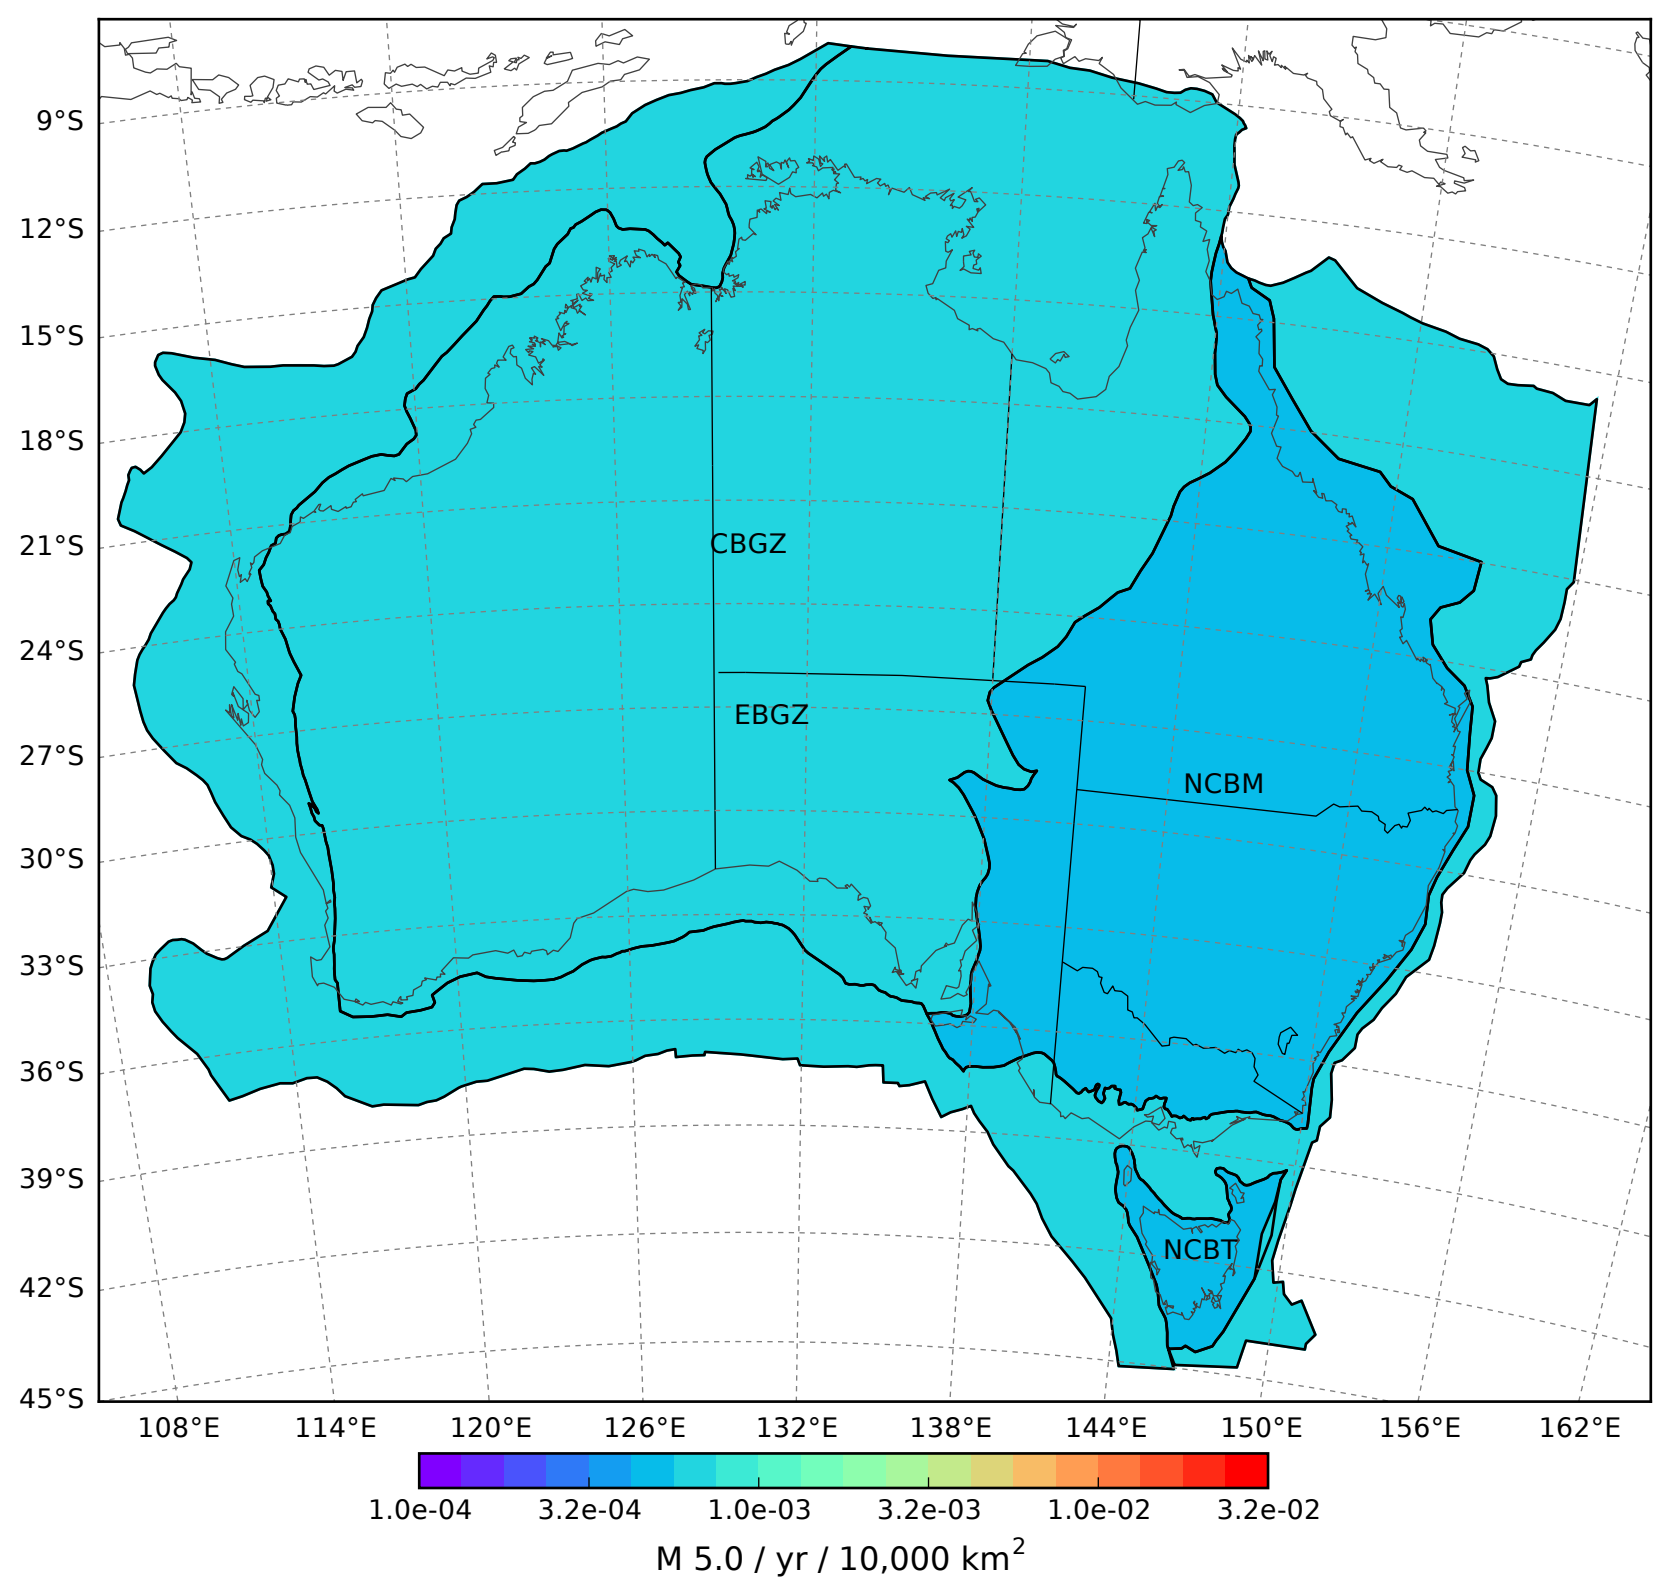 9°S
12°S
15°S
18°S
21°S
24°S
27°S
30°S
33°S
36°S
39°S
42°S
45°S
CBGZ
EBGZ
NCBM
NCBT
108°E 114°E 120°E 126°E 132°E 138°E 144°E 150°E 156°E 162°E
1.0e-04 3.2e-04 1.0e-03 3.2e-03 1.0e-02 3.2e-02
M 5.0 / yr / 10,000 km²